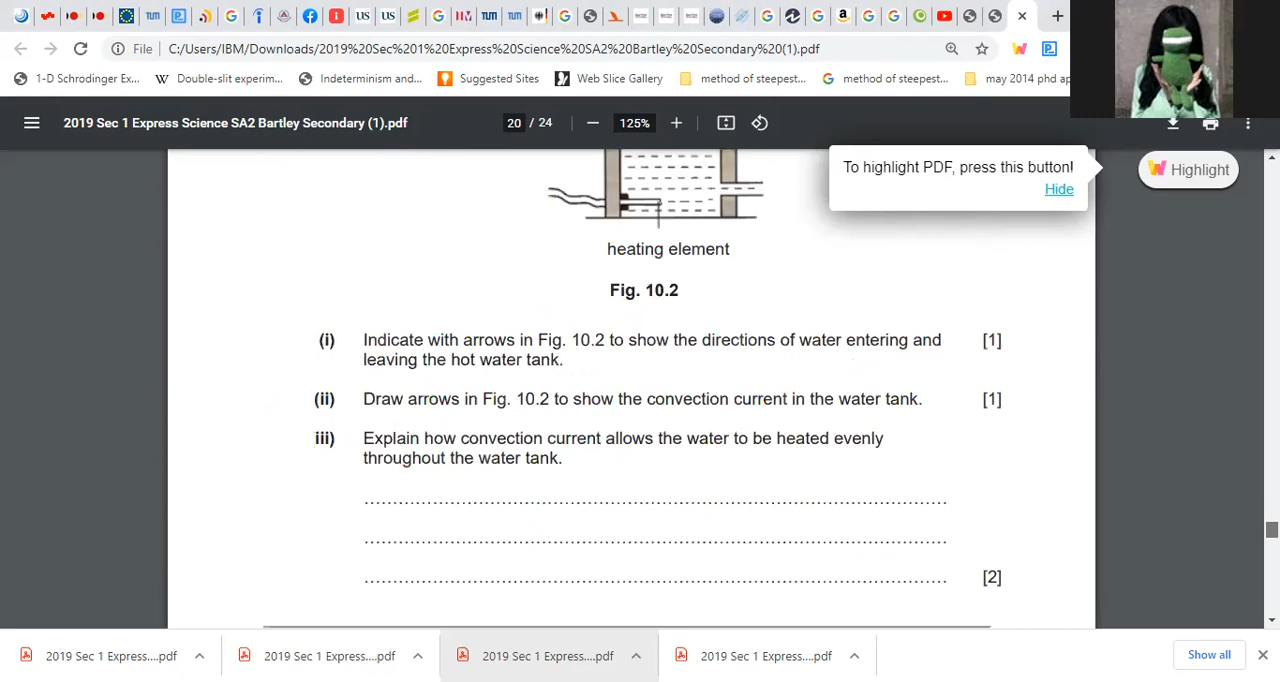 US
US
TUM
TUM
File
C:/Users/IBM/Downloads/2019%20Sec%201%20Express%20Science%20SA2%20Bartley%20Secondary%20(1).pdf
1-D Schrodinger Ex...
Double-slit experim...
Indeterminism and...
Suggested Sites
Web Slice Gallery
method of steepest...
method of steepest...
may 2014 phd ap
2019 Sec 1 Express Science SA2 Bartley Secondary (1).pdf
20 / 24
125%
To highlight PDF, press this button!
Hide
Highlight
heating element
Fig. 10.2
(i) Indicate with arrows in Fig. 10.2 to show the directions of water entering and [1]
leaving the hot water tank.
(ii) Draw arrows in Fig. 10.2 to show the convection current in the water tank. [1]
iii) Explain how convection current allows the water to be heated evenly
throughout the water tank.
[2]
2019 Sec 1 Express....pdf
2019 Sec 1 Express....pdf
2019 Sec 1 Express....pdf
2019 Sec 1 Express....pdf
Show all